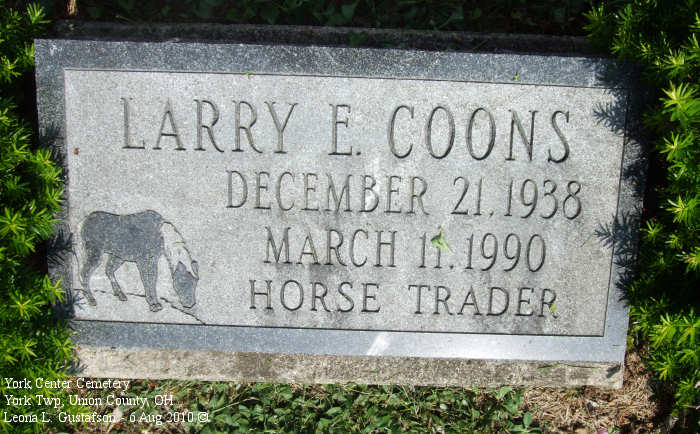 LARRY E. COONS
DECEMBER 21, 1938
MARCH 11, 1990
HORSE TRADER
York Center Cemetery
York Twp, Union County, OH
Leona L. Gustafson - 6 Aug 2010 ©